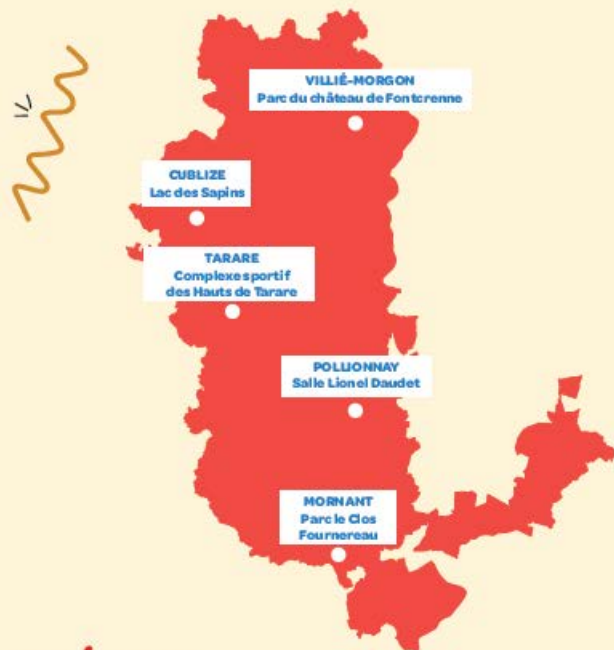 VILLIÉ-MORGON
Parc du château de Fontcrenne
CUBLIZE
Lac des Sapins
TARARE
Complexe sportif
des Hauts de Tarare
POLLIONNAY
Salle Lionel Daudet
MORNANT
Parc le Clos
Fournereau